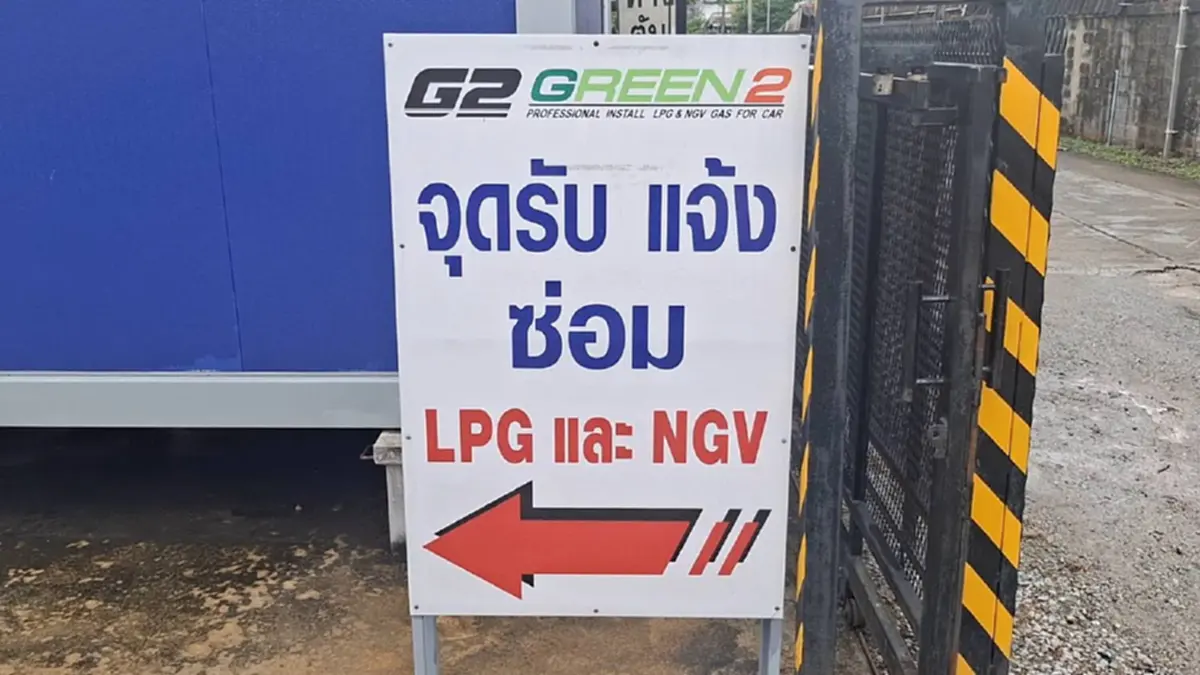 G2 GREEN2
PROFESSIONAL INSTALL LPG & NGV GAS FOR CAR
จุดรับ แจ้ง
ซ่อม
LPG และ NGV